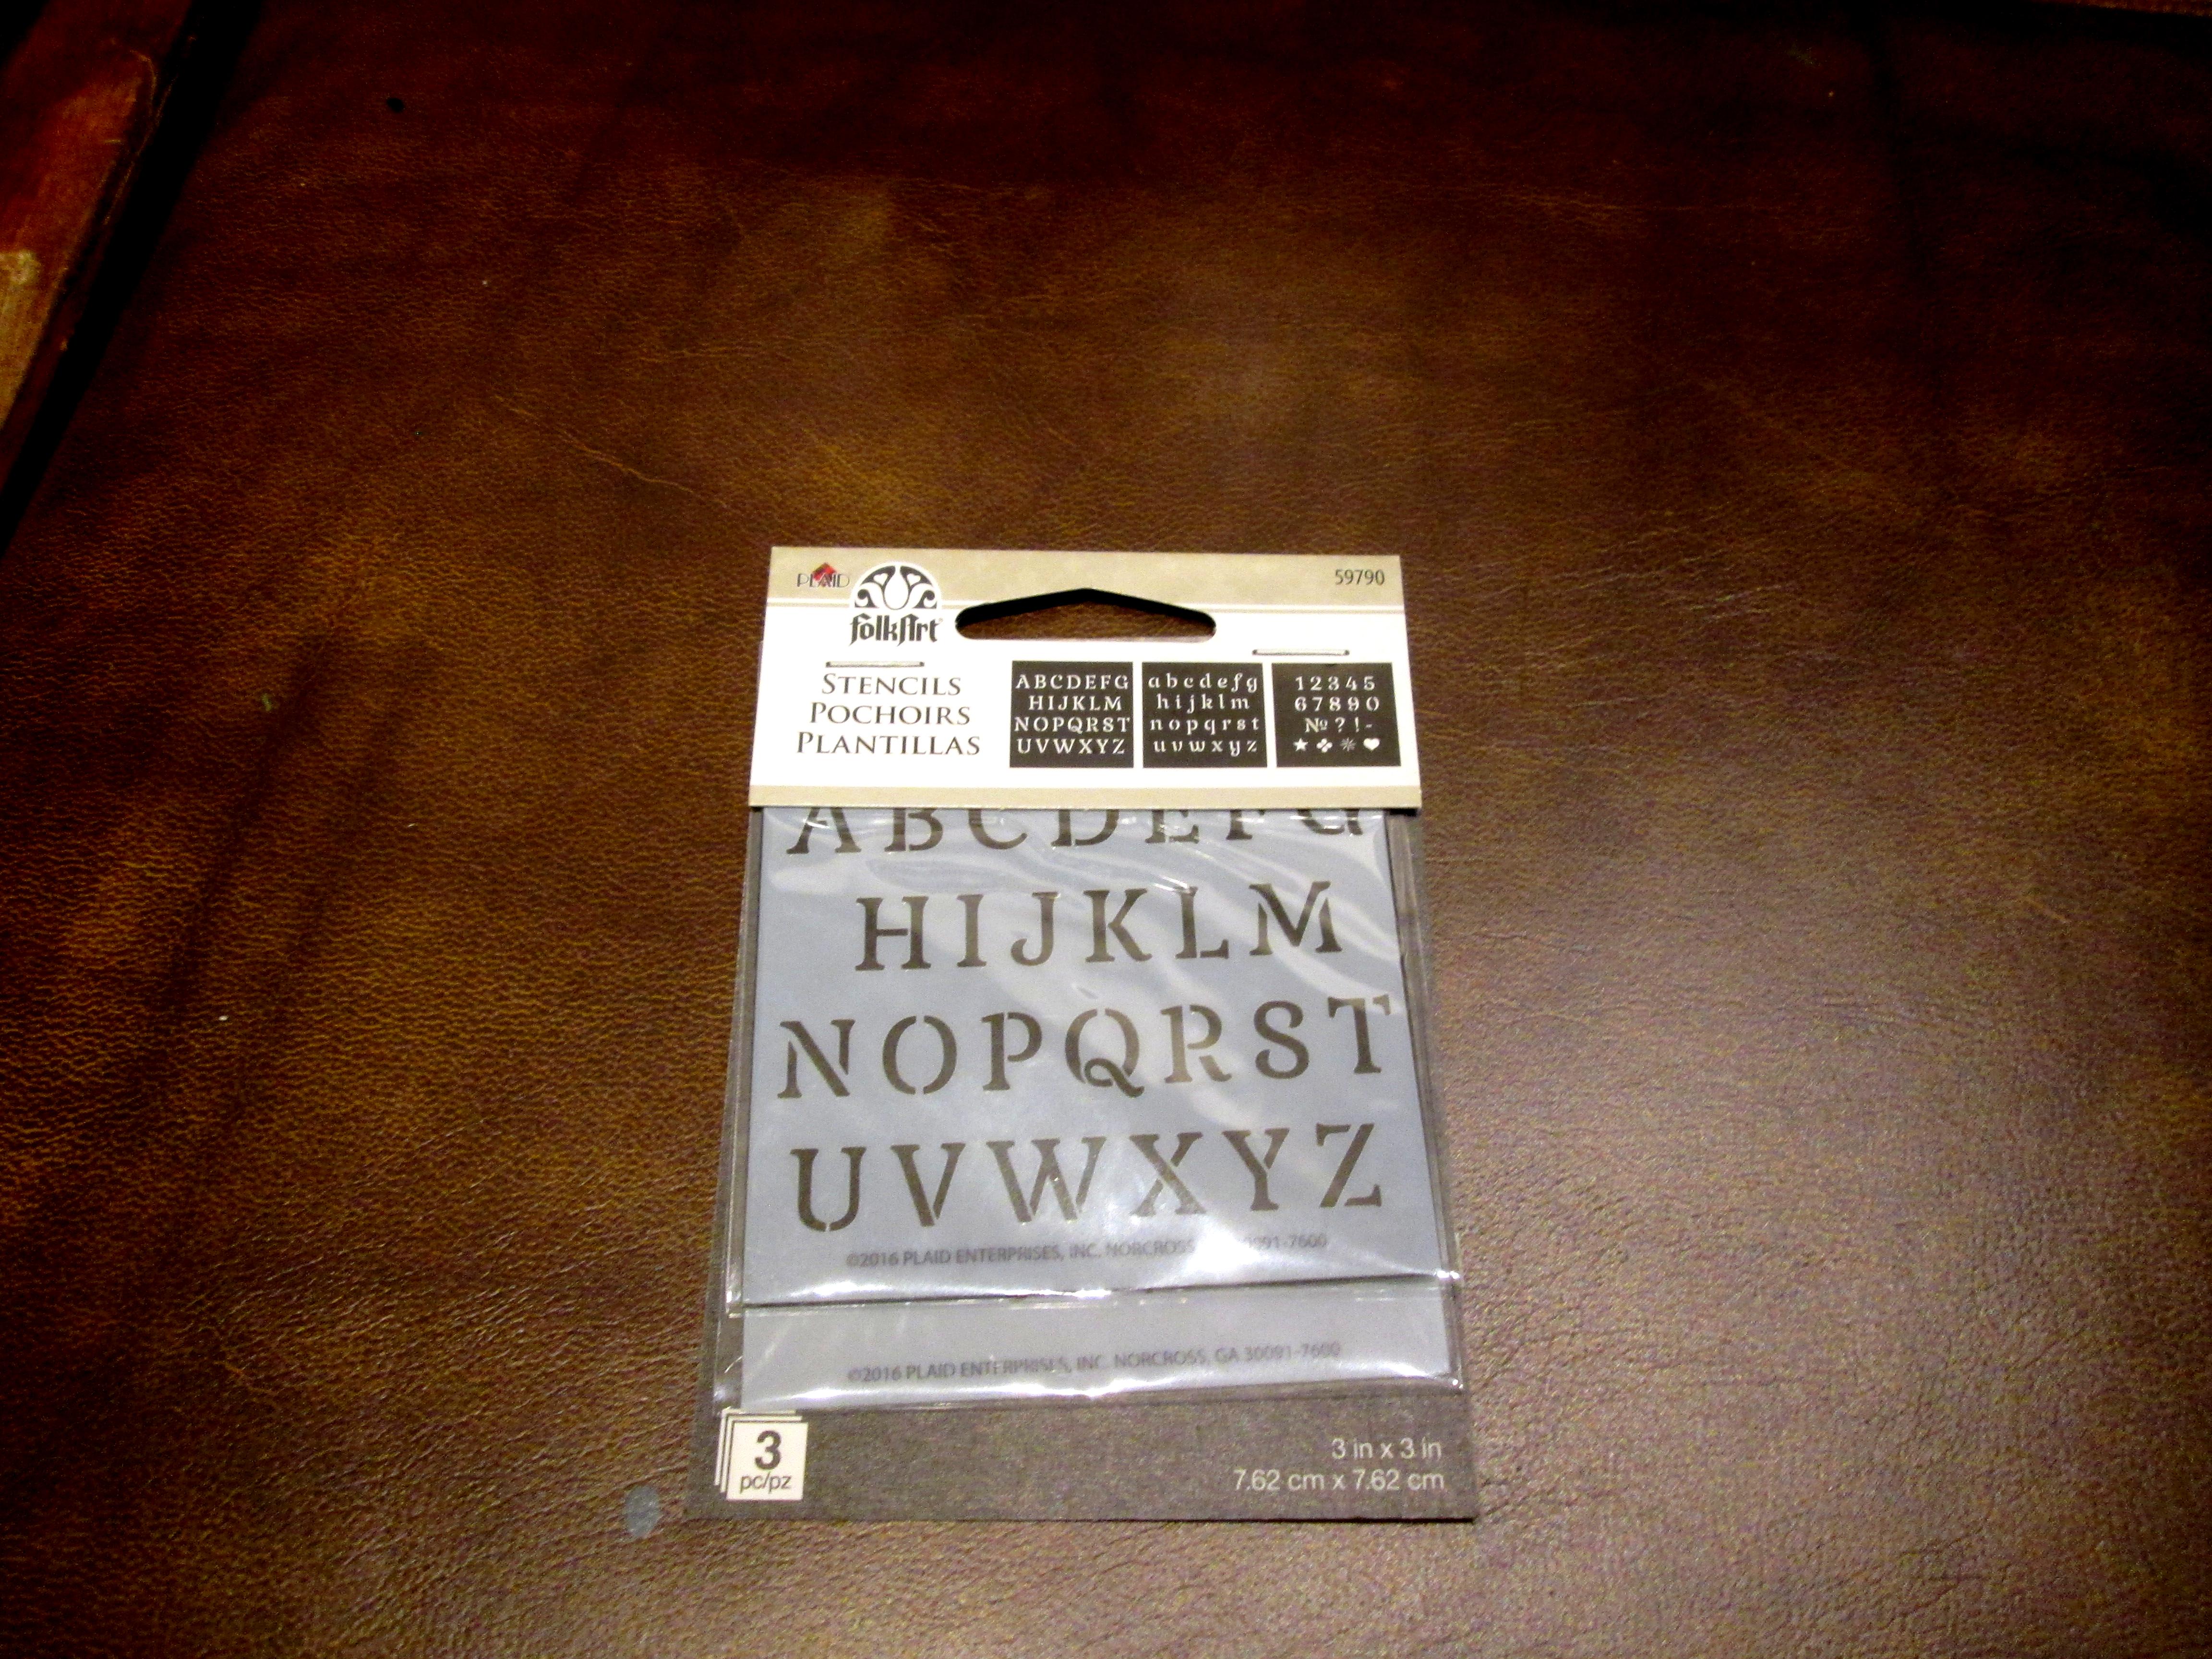 PLAID
folkArt
59790
STENCILS
POCHOIRS
PLANTILLAS
ABCDEFG
HIJKLM
NOPQRST
UVWXYZ
abcdefg
hijklm
nopqrst
uvwxyz
12345
67890
№?!-
ABCDEFG
HIJKLM
NOPQRST
UVWXYZ
©2016 PLAID ENTERPRISES, INC. NORCROSS 0091-7600
©2016 PLAID ENTERPRISES, INC. NORCROSS, GA 30091-7600
3
pc/pz
3 in x 3 in
7.62 cm x 7.62 cm